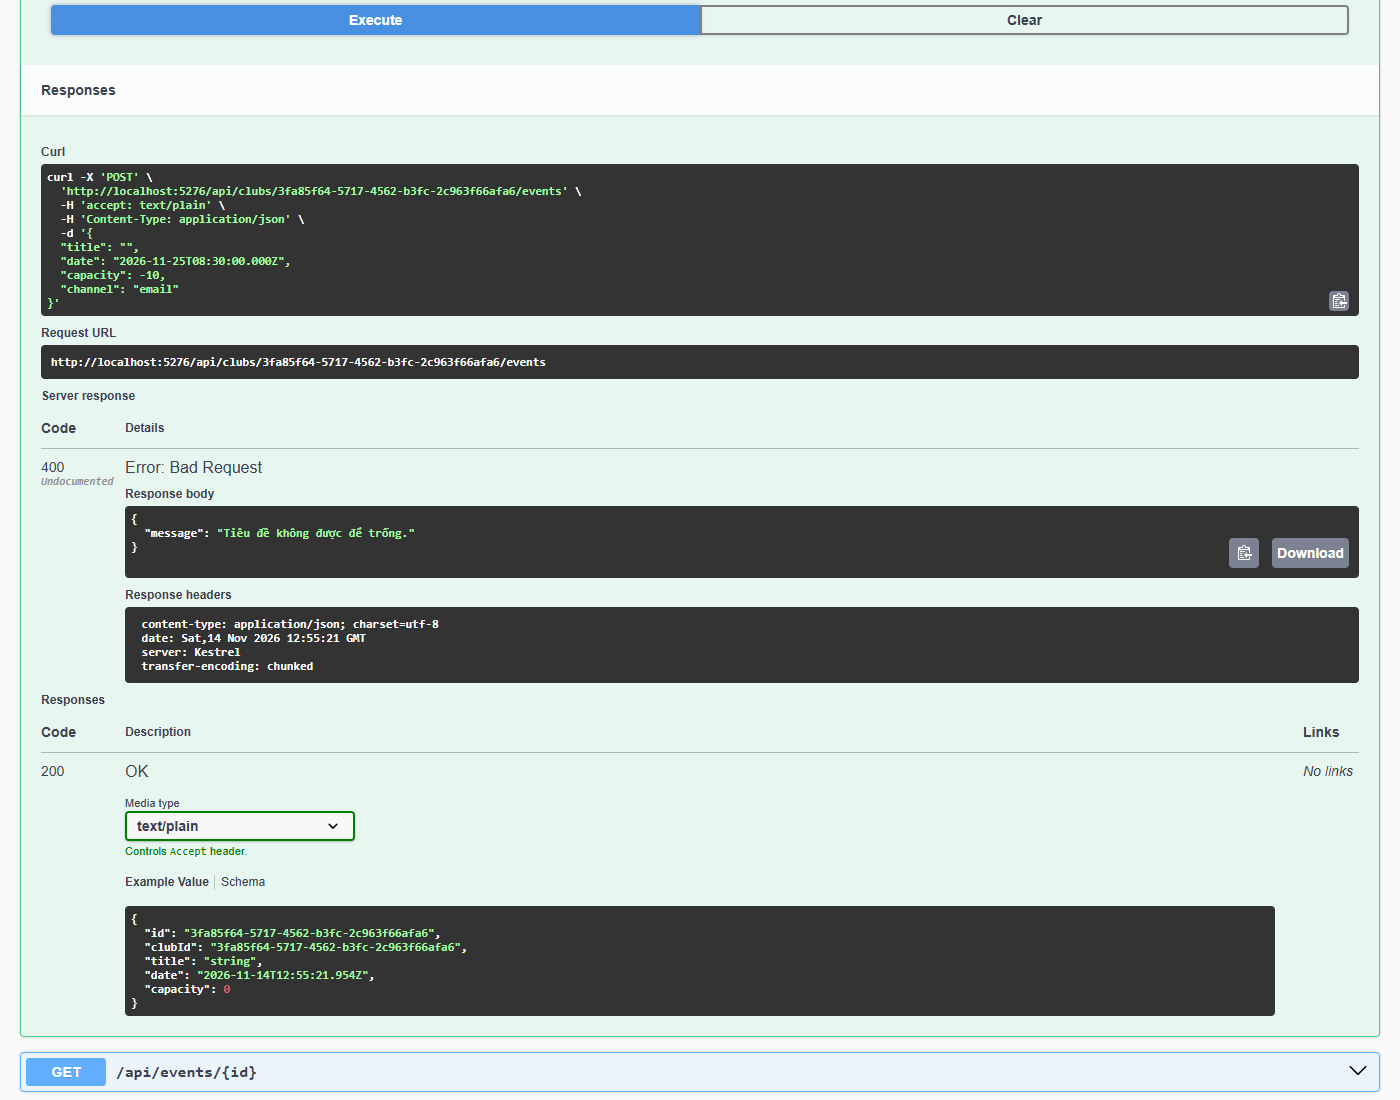 Execute
Clear
Responses
Curl
curl -X 'POST' \
  'http://localhost:5276/api/clubs/3fa85f64-5717-4562-b3fc-2c963f66afa6/events' \
  -H 'accept: text/plain' \
  -H 'Content-Type: application/json' \
  -d '{
  "title": "",
  "date": "2026-11-25T08:30:00.000Z",
  "capacity": -10,
  "channel": "email"
}'
Request URL
http://localhost:5276/api/clubs/3fa85f64-5717-4562-b3fc-2c963f66afa6/events
Server response
Code Details
400 Error: Bad Request
Undocumented
Response body
{
  "message": "Tiêu đề không được để trống."
}
Download
Response headers
content-type: application/json; charset=utf-8
date: Sat,14 Nov 2026 12:55:21 GMT
server: Kestrel
transfer-encoding: chunked
Responses
Code Description Links
200 OK No links
Media type
text/plain
Controls Accept header.
Example Value Schema
{
  "id": "3fa85f64-5717-4562-b3fc-2c963f66afa6",
  "clubId": "3fa85f64-5717-4562-b3fc-2c963f66afa6",
  "title": "string",
  "date": "2026-11-14T12:55:21.954Z",
  "capacity": 0
}
GET /api/events/{id}